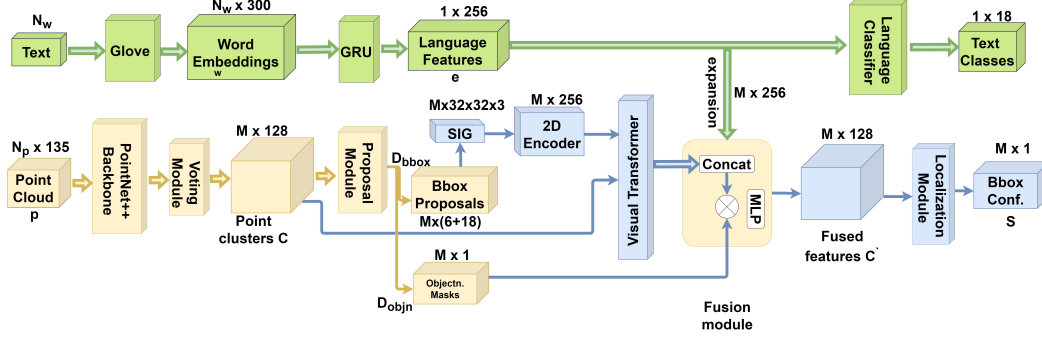 N_w
Text
Glove
N_w x 300
Word
Embeddings
w
GRU
1 x 256
Language
Features
e
Language
Classifier
1 x 18
Text
Classes
expansion
M x 256
N_p x 135
Point
Cloud
p
PointNet++
Backbone
Voting
Module
M x 128
Point
clusters C
Proposal
Module
D_bbox
Mx32x32x3
SIG
M x 256
2D
Encoder
Bbox
Proposals
Mx(6+18)
M x 1
Objectn.
Masks
D_objn
Visual Transformer
Concat
MLP
Fusion
module
M x 128
Fused
features C`
Localization
Module
M x 1
Bbox
Conf.
S